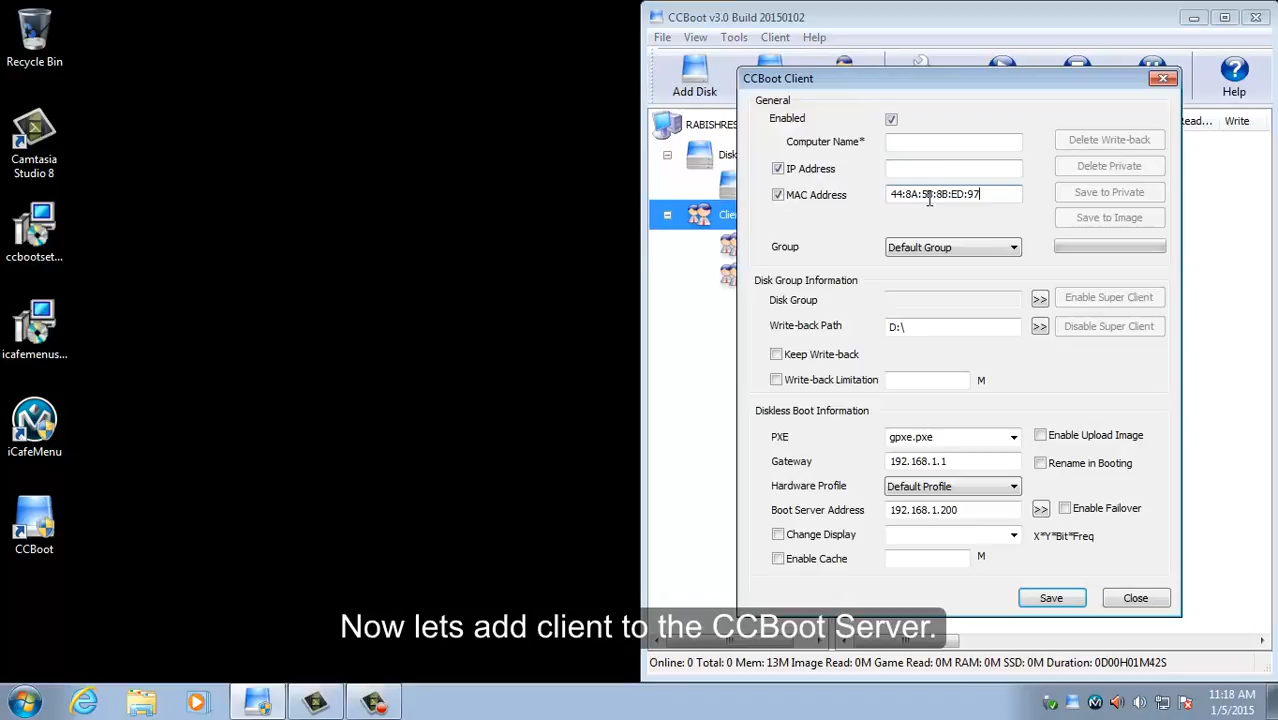 Recycle Bin
Camtasia
Studio 8
ccbootset...
icafemenus...
iCafeMenu
CCBoot
CCBoot v3.0 Build 20150102
File View Tools Client Help
Add Disk
Help
RABISHRES
Disk
Clie
Read... Write
CCBoot Client
General
Enabled
Computer Name*
Delete Write-back
IP Address
Delete Private
MAC Address
Save to Private
Save to Image
Group
Default Group
Disk Group Information
Disk Group
Enable Super Client
Write-back Path
D:\
>>
>>
Disable Super Client
Keep Write-back
Write-back Limitation
M
Diskless Boot Information
PXE
gpxe.pxe
Enable Upload Image
Gateway
192.168.1.1
Rename in Booting
Hardware Profile
Default Profile
Boot Server Address
192.168.1.200
>>
Enable Failover
Change Display
X*Y*Bit*Freq
Enable Cache
M
Save
Close
Now lets add client to the CCBoot Server.
Online: 0 Total: 0 Mem: 13M Image Read: 0M Game Read: 0M RAM: 0M SSD: 0M Duration: 0D00H01M42S
11:18 AM
1/5/2015